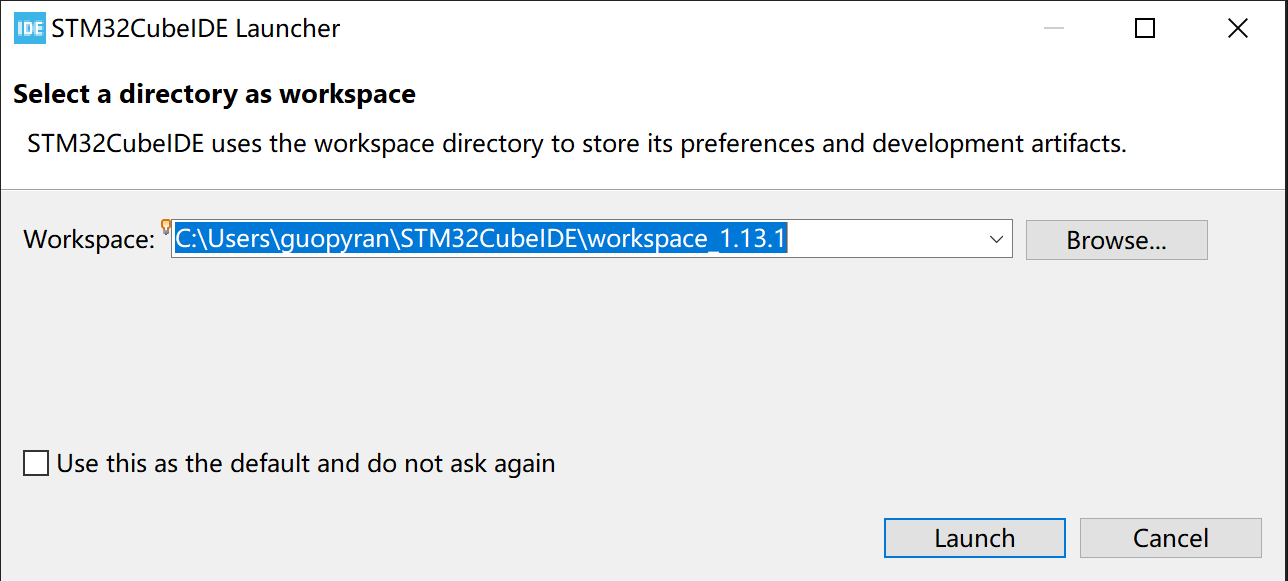 IDE STM32CubeIDE Launcher
Select a directory as workspace
STM32CubeIDE uses the workspace directory to store its preferences and development artifacts.
Workspace: C:\Users\guopyran\STM32CubeIDE\workspace_1.13.1 Browse...
Use this as the default and do not ask again
Launch Cancel